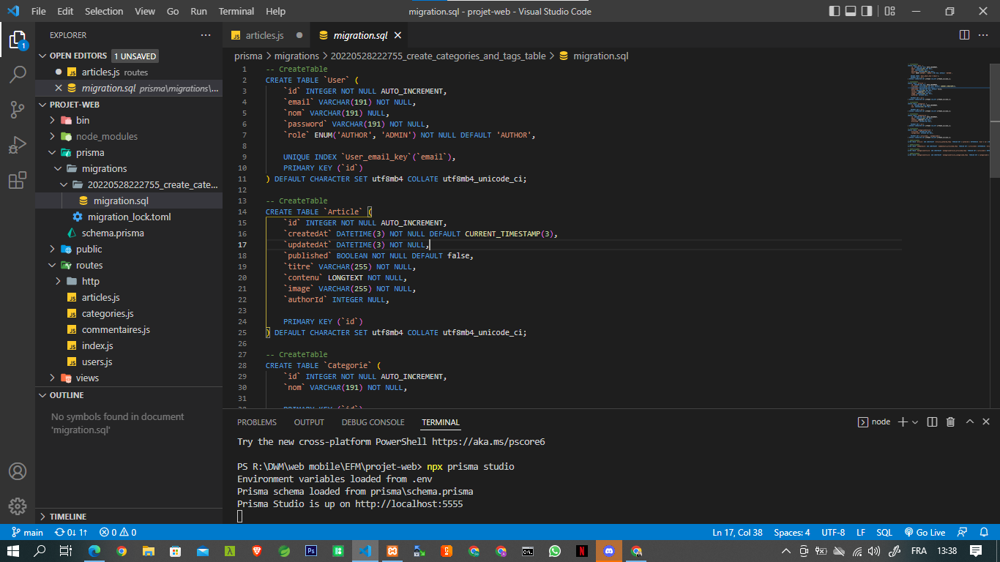 File Edit Selection View Go Run Terminal Help
migration.sql - projet-web - Visual Studio Code
EXPLORER
OPEN EDITORS 1 UNSAVED
articles.js routes
migration.sql prisma\migrations\...
PROJET-WEB
bin
node_modules
prisma
migrations
20220528222755_create_cate...
migration.sql
migration_lock.toml
schema.prisma
public
routes
http
articles.js
categories.js
commentaires.js
index.js
users.js
views
OUTLINE
No symbols found in document
'migration.sql'
TIMELINE
articles.js
migration.sql
prisma > migrations > 20220528222755_create_categories_and_tags_table > migration.sql
1 -- CreateTable
2 CREATE TABLE `User` (
3 `id` INTEGER NOT NULL AUTO_INCREMENT,
4 `email` VARCHAR(191) NOT NULL,
5 `nom` VARCHAR(191) NULL,
6 `password` VARCHAR(191) NOT NULL,
7 `role` ENUM('AUTHOR', 'ADMIN') NOT NULL DEFAULT 'AUTHOR',
8
9 UNIQUE INDEX `User_email_key`(`email`),
10 PRIMARY KEY (`id`)
11 ) DEFAULT CHARACTER SET utf8mb4 COLLATE utf8mb4_unicode_ci;
12
13 -- CreateTable
14 CREATE TABLE `Article` (
15 `id` INTEGER NOT NULL AUTO_INCREMENT,
16 `createdAt` DATETIME(3) NOT NULL DEFAULT CURRENT_TIMESTAMP(3),
17 `updatedAt` DATETIME(3) NOT NULL,
18 `published` BOOLEAN NOT NULL DEFAULT false,
19 `titre` VARCHAR(255) NOT NULL,
20 `contenu` LONGTEXT NOT NULL,
21 `image` VARCHAR(255) NOT NULL,
22 `authorId` INTEGER NULL,
23
24 PRIMARY KEY (`id`)
25 ) DEFAULT CHARACTER SET utf8mb4 COLLATE utf8mb4_unicode_ci;
26
27 -- CreateTable
28 CREATE TABLE `Categorie` (
29 `id` INTEGER NOT NULL AUTO_INCREMENT,
30 `nom` VARCHAR(191) NOT NULL,
31
32 PRIMARY KEY (`id`)
PROBLEMS OUTPUT DEBUG CONSOLE TERMINAL
node
Try the new cross-platform PowerShell https://aka.ms/pscore6
PS R:\DWM\web mobile\EFM\projet-web> npx prisma studio
Environment variables loaded from .env
Prisma schema loaded from prisma\schema.prisma
Prisma Studio is up on http://localhost:5555
main 0↓ 1↑ 0 0
Ln 17, Col 38 Spaces: 4 UTF-8 LF SQL Go Live
FRA 13:38